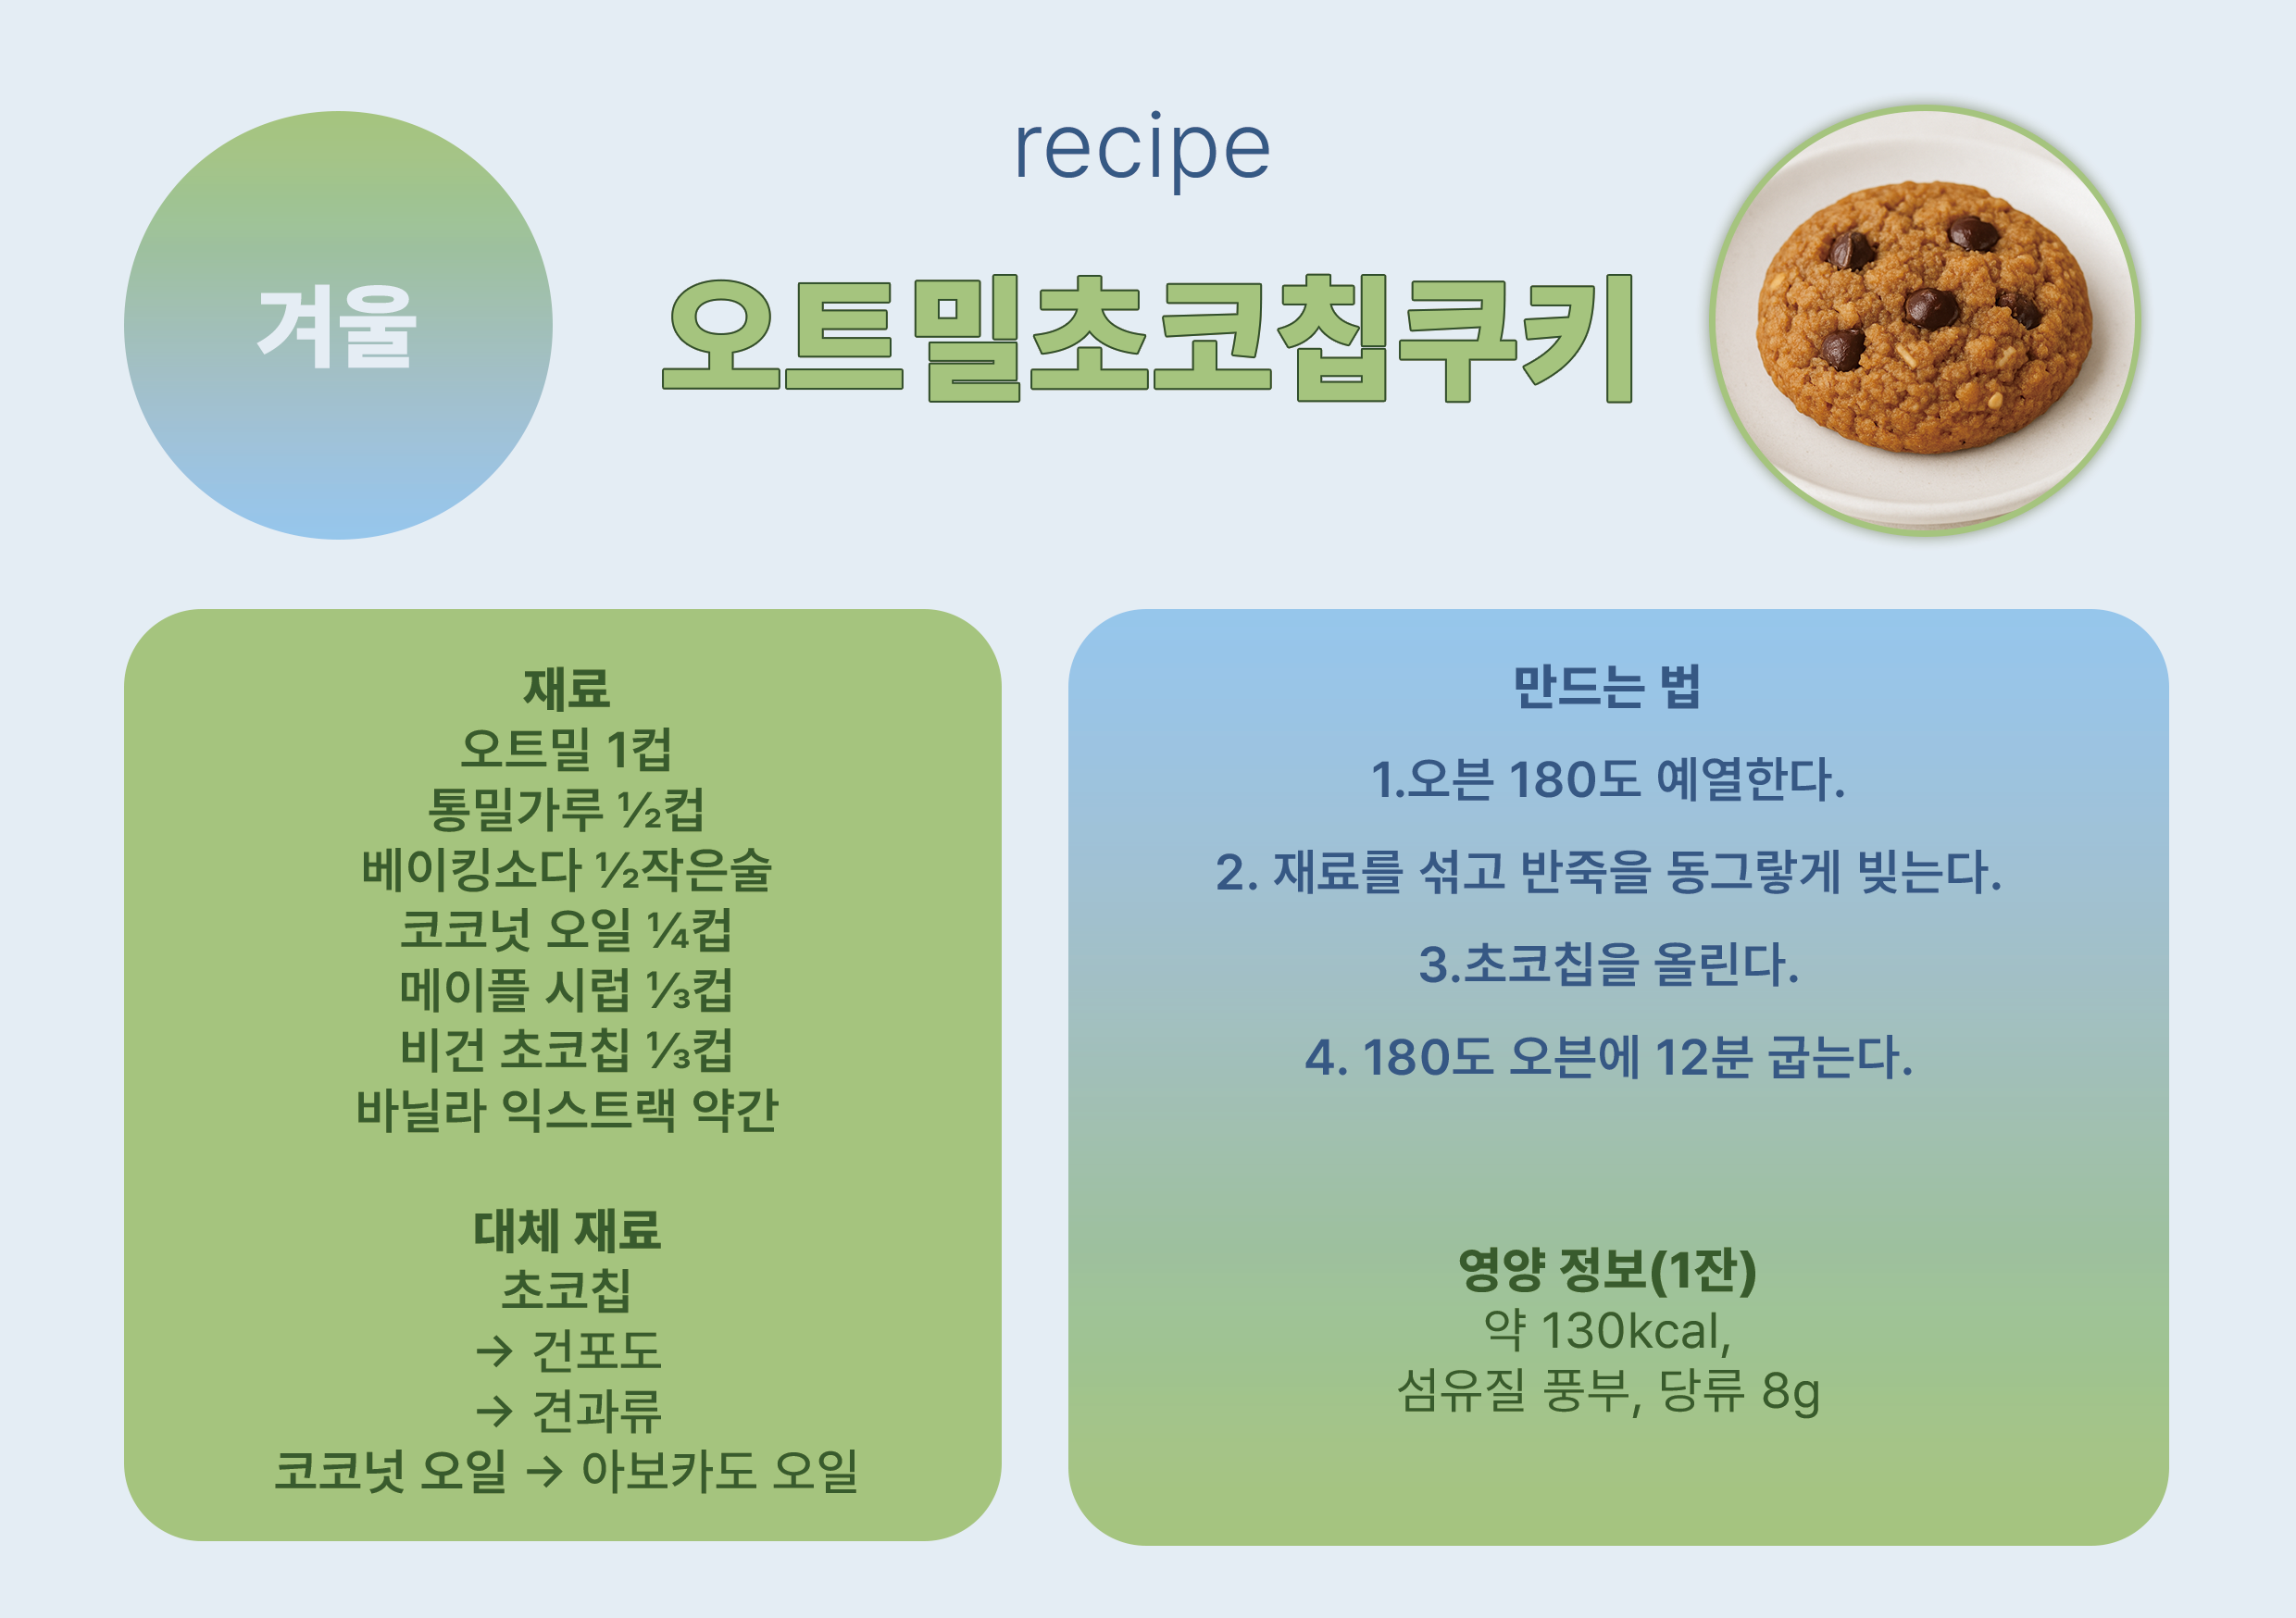 겨울
recipe
오트밀초코칩쿠키
재료
오트밀 1컵
통밀가루 ½컵
베이킹소다 ½작은술
코코넛 오일 ¼컵
메이플 시럽 ⅓컵
비건 초코칩 ⅓컵
바닐라 익스트랙 약간
대체 재료
초코칩
→ 건포도
→ 견과류
코코넛 오일 → 아보카도 오일
만드는 법
1.오븐 180도 예열한다.
2. 재료를 섞고 반죽을 동그랗게 빚는다.
3.초코칩을 올린다.
4. 180도 오븐에 12분 굽는다.
영양 정보(1잔)
약 130kcal,
섬유질 풍부, 당류 8g